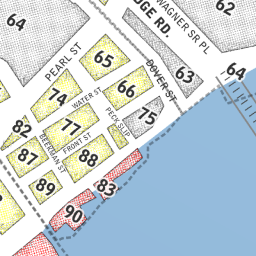 64
62
WAGNER SR PL
GE RD.
PEARL ST
65
DOVER ST
63
64
74
WATER ST
66
82
77
PECK SLIP
75
BEEKMAN ST
FRONT ST
87
88
89
83
90